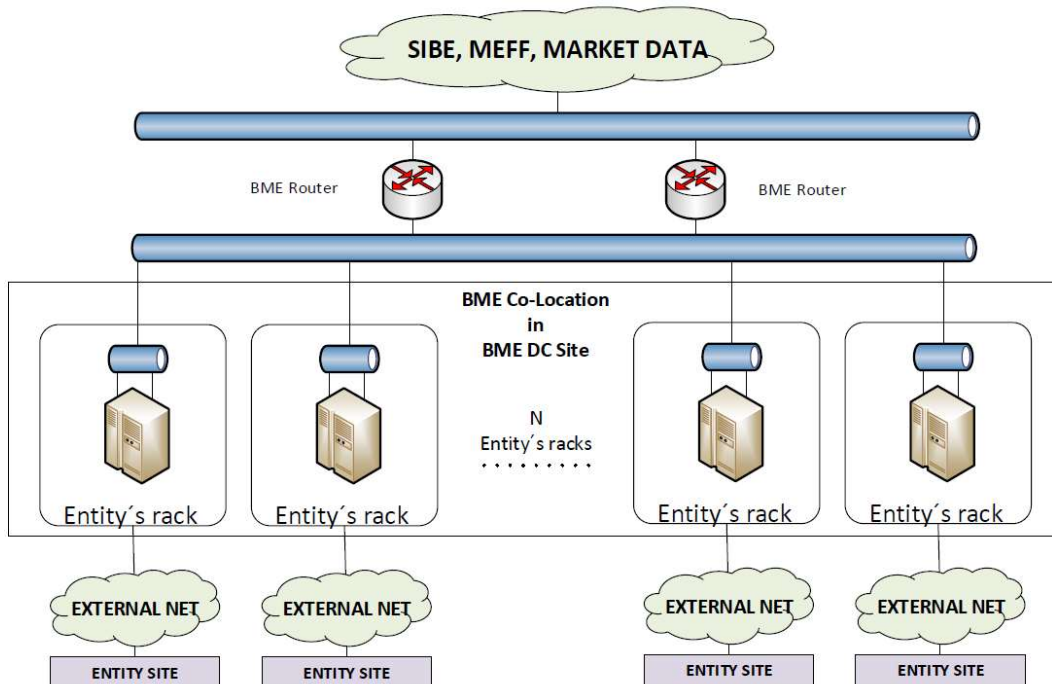 SIBE, MEFF, MARKET DATA
BME Router
BME Router
BME Co-Location
in
BME DC Site
N
Entity´s racks
Entity´s rack
Entity´s rack
Entity´s rack
Entity´s rack
EXTERNAL NET
EXTERNAL NET
EXTERNAL NET
EXTERNAL NET
ENTITY SITE
ENTITY SITE
ENTITY SITE
ENTITY SITE